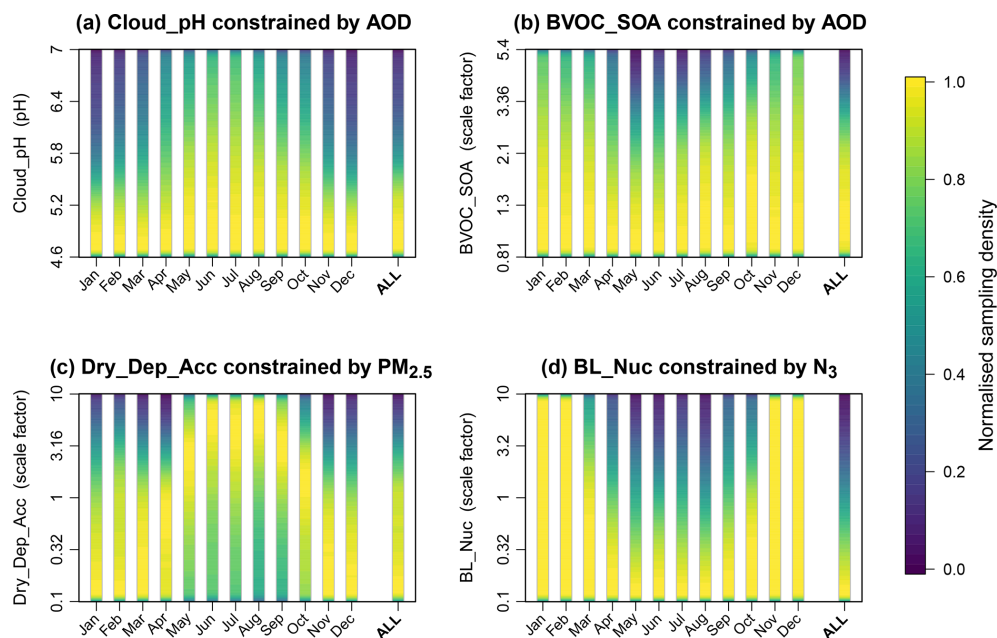 (a) Cloud_pH constrained by AOD
Cloud_pH (pH)
7
6.4
5.8
5.2
4.6
Jan Feb Mar Apr May Jun Jul Aug Sep Oct Nov Dec ALL
(b) BVOC_SOA constrained by AOD
BVOC_SOA (scale factor)
5.4
3.36
2.1
1.3
0.81
Jan Feb Mar Apr May Jun Jul Aug Sep Oct Nov Dec ALL
(c) Dry_Dep_Acc constrained by PM2.5
Dry_Dep_Acc (scale factor)
10
3.16
1
0.32
0.1
Jan Feb Mar Apr May Jun Jul Aug Sep Oct Nov Dec ALL
(d) BL_Nuc constrained by N3
BL_Nuc (scale factor)
10
3.2
1
0.32
0.1
Jan Feb Mar Apr May Jun Jul Aug Sep Oct Nov Dec ALL
1.0
0.8
0.6
0.4
0.2
0.0
Normalised sampling density